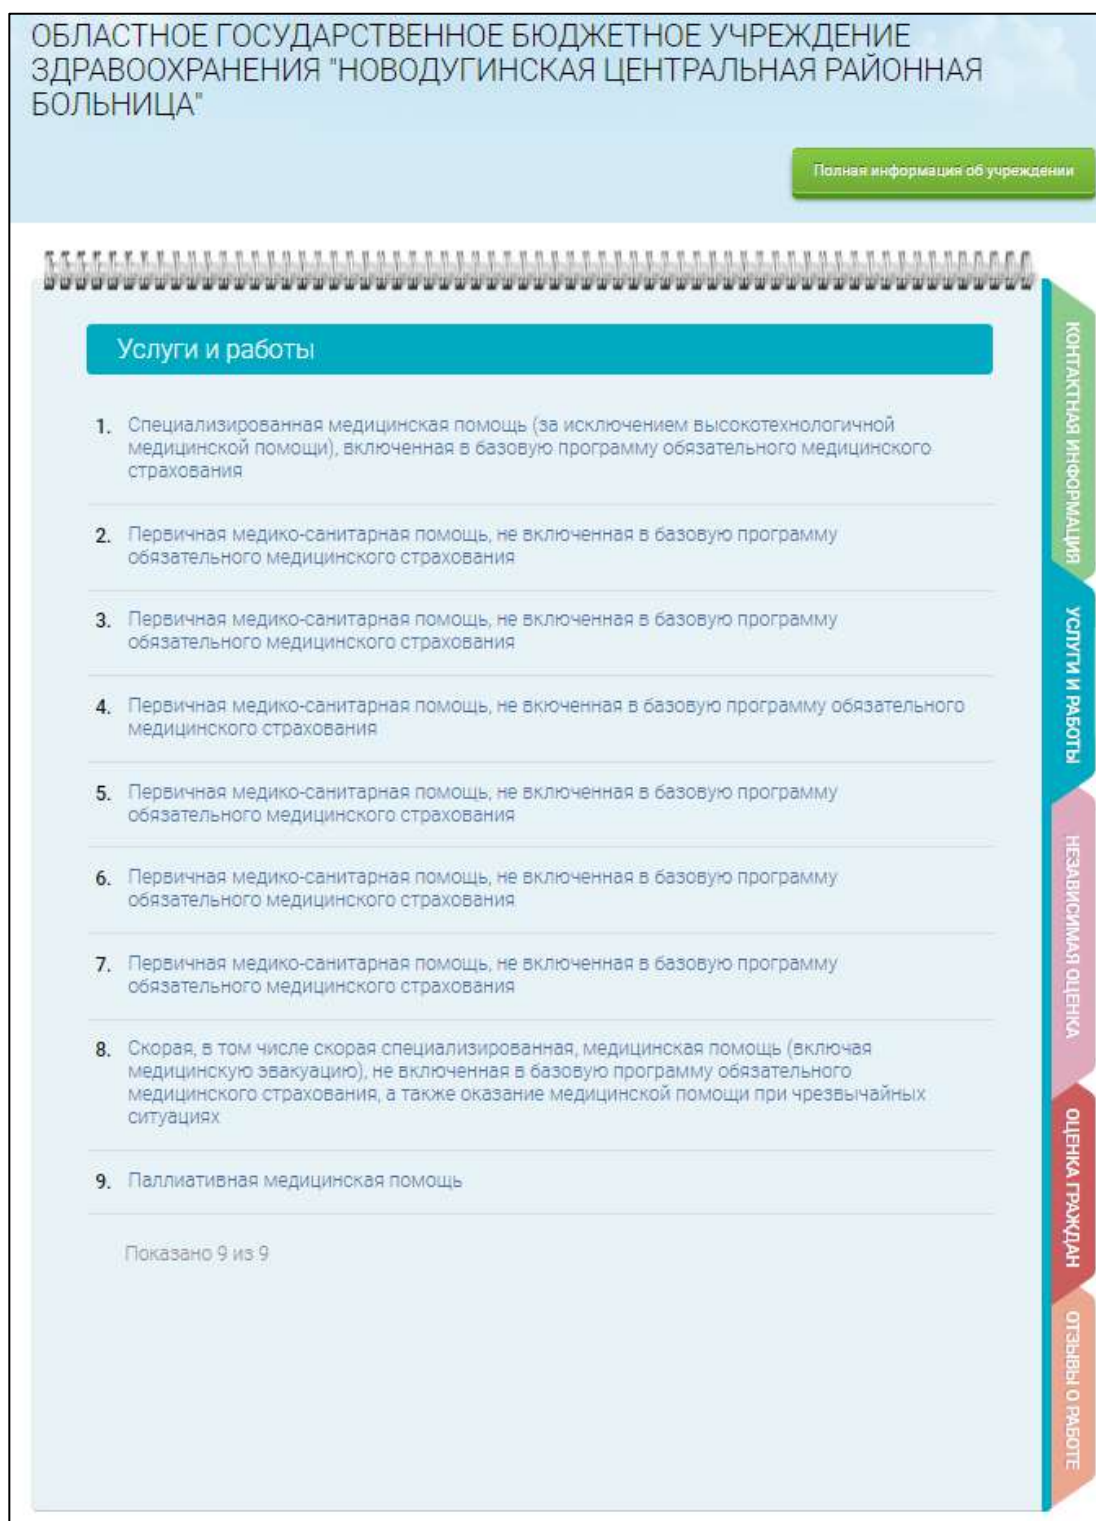 ОБЛАСТНОЕ ГОСУДАРСТВЕННОЕ БЮДЖЕТНОЕ УЧРЕЖДЕНИЕ
ЗДРАВООХРАНЕНИЯ "НОВОДУГИНСКАЯ ЦЕНТРАЛЬНАЯ РАЙОННАЯ
БОЛЬНИЦА"
Полная информация об учреждении
Услуги и работы
1. Специализированная медицинская помощь (за исключением высокотехнологичной
медицинской помощи), включенная в базовую программу обязательного медицинского
страхования
2. Первичная медико-санитарная помощь, не включенная в базовую программу
обязательного медицинского страхования
3. Первичная медико-санитарная помощь, не включенная в базовую программу
обязательного медицинского страхования
4. Первичная медико-санитарная помощь, не вкюченная в базовую программу обязательного
медицинского страхования
5. Первичная медико-санитарная помощь, не включенная в базовую программу
обязательного медицинского страхования
6. Первичная медико-санитарная помощь, не включенная в базовую программу
обязательного медицинского страхования
7. Первичная медико-санитарная помощь, не включенная в базовую программу
обязательного медицинского страхования
8. Скорая, в том числе скорая специализированная, медицинская помощь (включая
медицинскую эвакуацию), не включенная в базовую программу обязательного
медицинского страхования, а также оказание медицинской помощи при чрезвычайных
ситуациях
9. Паллиативная медицинская помощь
Показано 9 из 9
КОНТАКТНАЯ ИНФОРМАЦИЯ
УСЛУГИ И РАБОТЫ
НЕЗАВИСИМАЯ ОЦЕНКА
ОЦЕНКА ГРАЖДАН
ОТЗЫВЫ О РАБОТЕ